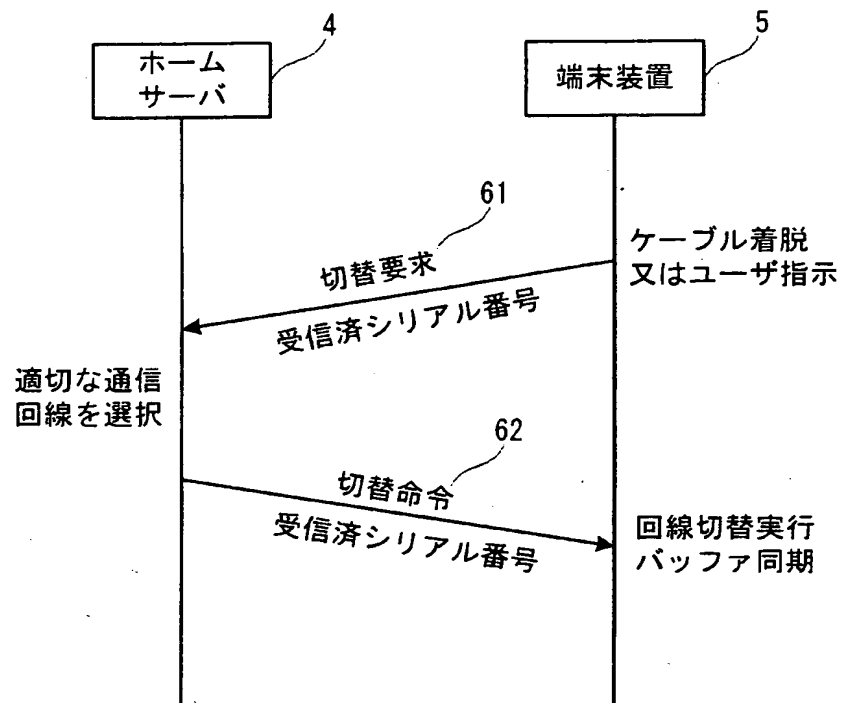 4
ホーム
サーバ
5
端末装置
61
切替要求
受信済シリアル番号
ケーブル着脱
又はユーザ指示
適切な通信
回線を選択
62
切替命令
受信済シリアル番号
回線切替実行
バッファ同期